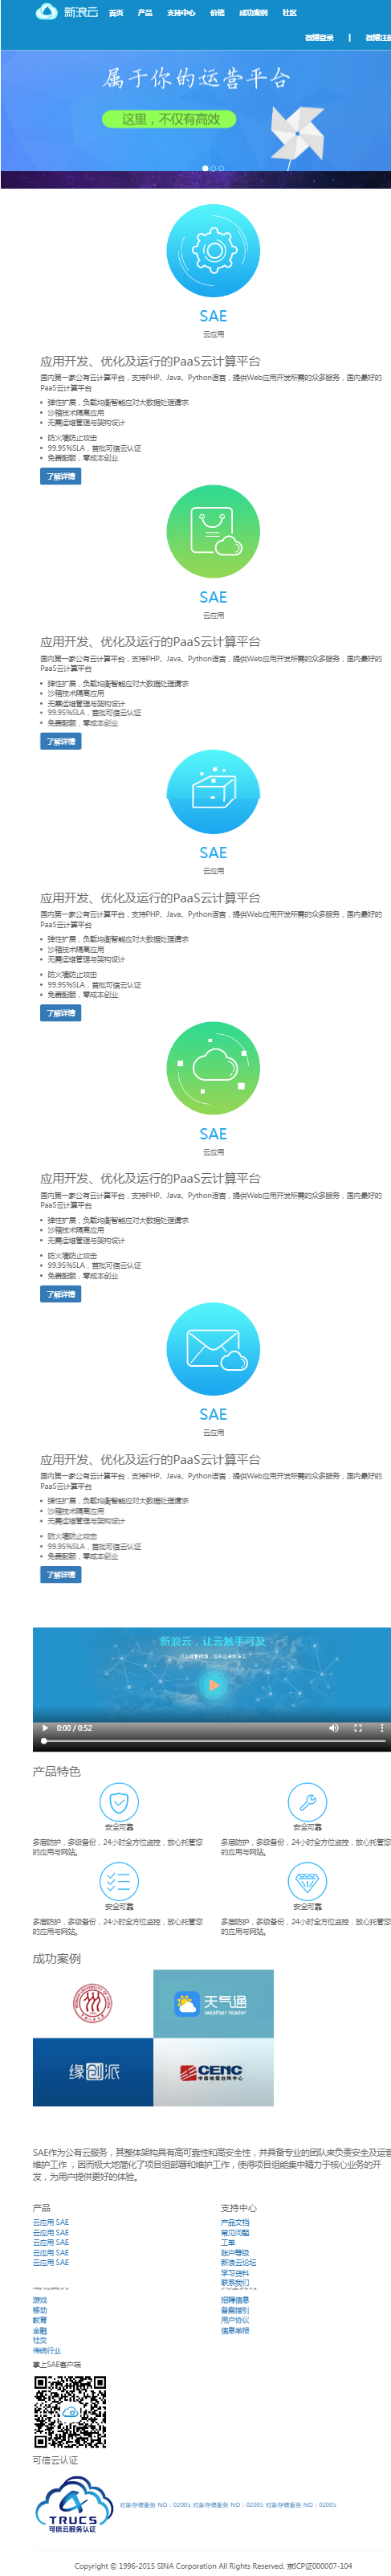 新浪云 首页 产品 支持中心 价格 成功案例 社区
微博登录 | 微博注册
属于你的运营平台
这里，不仅有高效
SAE
云应用
应用开发、优化及运行的PaaS云计算平台
国内第一家公有云计算平台，支持PHP、Java、Python语言，提供Web应用开发所需的众多服务，国内最好的
PaaS云计算平台
弹性扩展，负载均衡智能应对大数据处理请求
沙箱技术隔离应用
无需运维管理与架构设计
防火墙防止攻击
99.95%SLA，首批可信云认证
免费配额，零成本创业
了解详情
SAE
云应用
应用开发、优化及运行的PaaS云计算平台
国内第一家公有云计算平台，支持PHP、Java、Python语言，提供Web应用开发所需的众多服务，国内最好的
PaaS云计算平台
弹性扩展，负载均衡智能应对大数据处理请求
沙箱技术隔离应用
无需运维管理与架构设计
99.95%SLA，首批可信云认证
免费配额，零成本创业
了解详情
SAE
云应用
应用开发、优化及运行的PaaS云计算平台
国内第一家公有云计算平台，支持PHP、Java、Python语言，提供Web应用开发所需的众多服务，国内最好的
PaaS云计算平台
弹性扩展，负载均衡智能应对大数据处理请求
沙箱技术隔离应用
无需运维管理与架构设计
防火墙防止攻击
99.95%SLA，首批可信云认证
免费配额，零成本创业
了解详情
SAE
云应用
应用开发、优化及运行的PaaS云计算平台
国内第一家公有云计算平台，支持PHP、Java、Python语言，提供Web应用开发所需的众多服务，国内最好的
PaaS云计算平台
弹性扩展，负载均衡智能应对大数据处理请求
沙箱技术隔离应用
无需运维管理与架构设计
防火墙防止攻击
99.95%SLA，首批可信云认证
免费配额，零成本创业
了解详情
SAE
云应用
应用开发、优化及运行的PaaS云计算平台
国内第一家公有云计算平台，支持PHP、Java、Python语言，提供Web应用开发所需的众多服务，国内最好的
PaaS云计算平台
弹性扩展，负载均衡智能应对大数据处理请求
沙箱技术隔离应用
无需运维管理与架构设计
防火墙防止攻击
99.95%SLA，首批可信云认证
免费配额，零成本创业
了解详情
新浪云，让云触手可及
0:00 / 0:52
产品特色
安全可靠 安全可靠
多层防护，多级备份，24小时全方位监控，放心托管您 多层防护，多级备份，24小时全方位监控，放心托管您
的应用与网站。 的应用与网站。
安全可靠 安全可靠
多层防护，多级备份，24小时全方位监控，放心托管您 多层防护，多级备份，24小时全方位监控，放心托管您
的应用与网站。 的应用与网站。
成功案例
天气通
weather reader
缘创派
CENC
中国地震台网中心
SAE作为公有云服务，其整体架构具有高可靠性和高安全性，并具备专业的团队来负责安全及运营
维护工作，因而极大地简化了项目组部署和维护工作，使得项目组能集中精力于核心业务的开
发，为用户提供更好的体验。
产品 支持中心
云应用 SAE 产品文档
云应用 SAE 常见问题
云应用 SAE 工单
云应用 SAE 账户等级
云应用 SAE 新浪云论坛
学习资料
联系我们
游戏 招聘信息
移动 备案指引
教育 用户协议
金融 信息举报
社交
传统行业
掌上SAE客户端
可信云认证
TRUCS
可信云服务认证
对象存储服务 NO：02005 对象存储服务 NO：02005 对象存储服务 NO：02005
Copyright © 1996-2015 SINA Corporation All Rights Reserved. 京ICP证000007-104